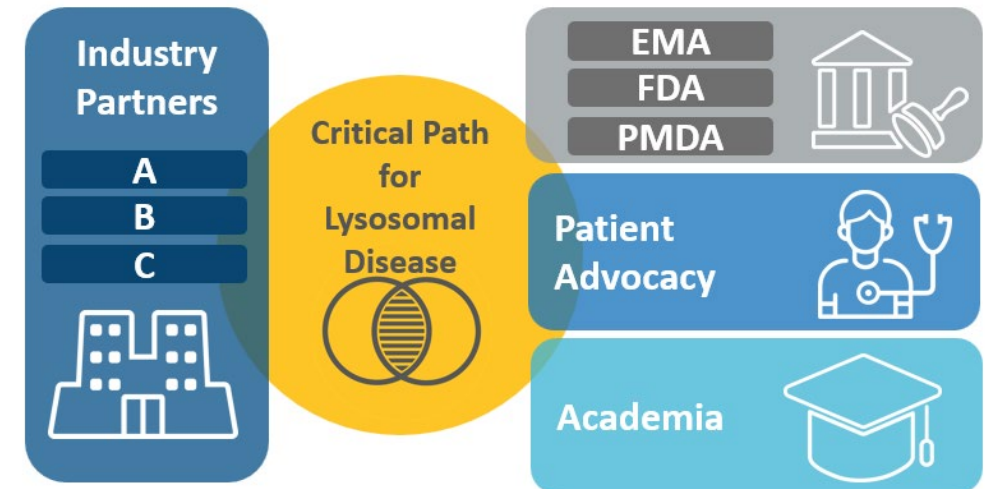 Industry
Partners
A
B
C
Critical Path
for
Lysosomal
Disease
EMA
FDA
PMDA
Patient
Advocacy
Academia